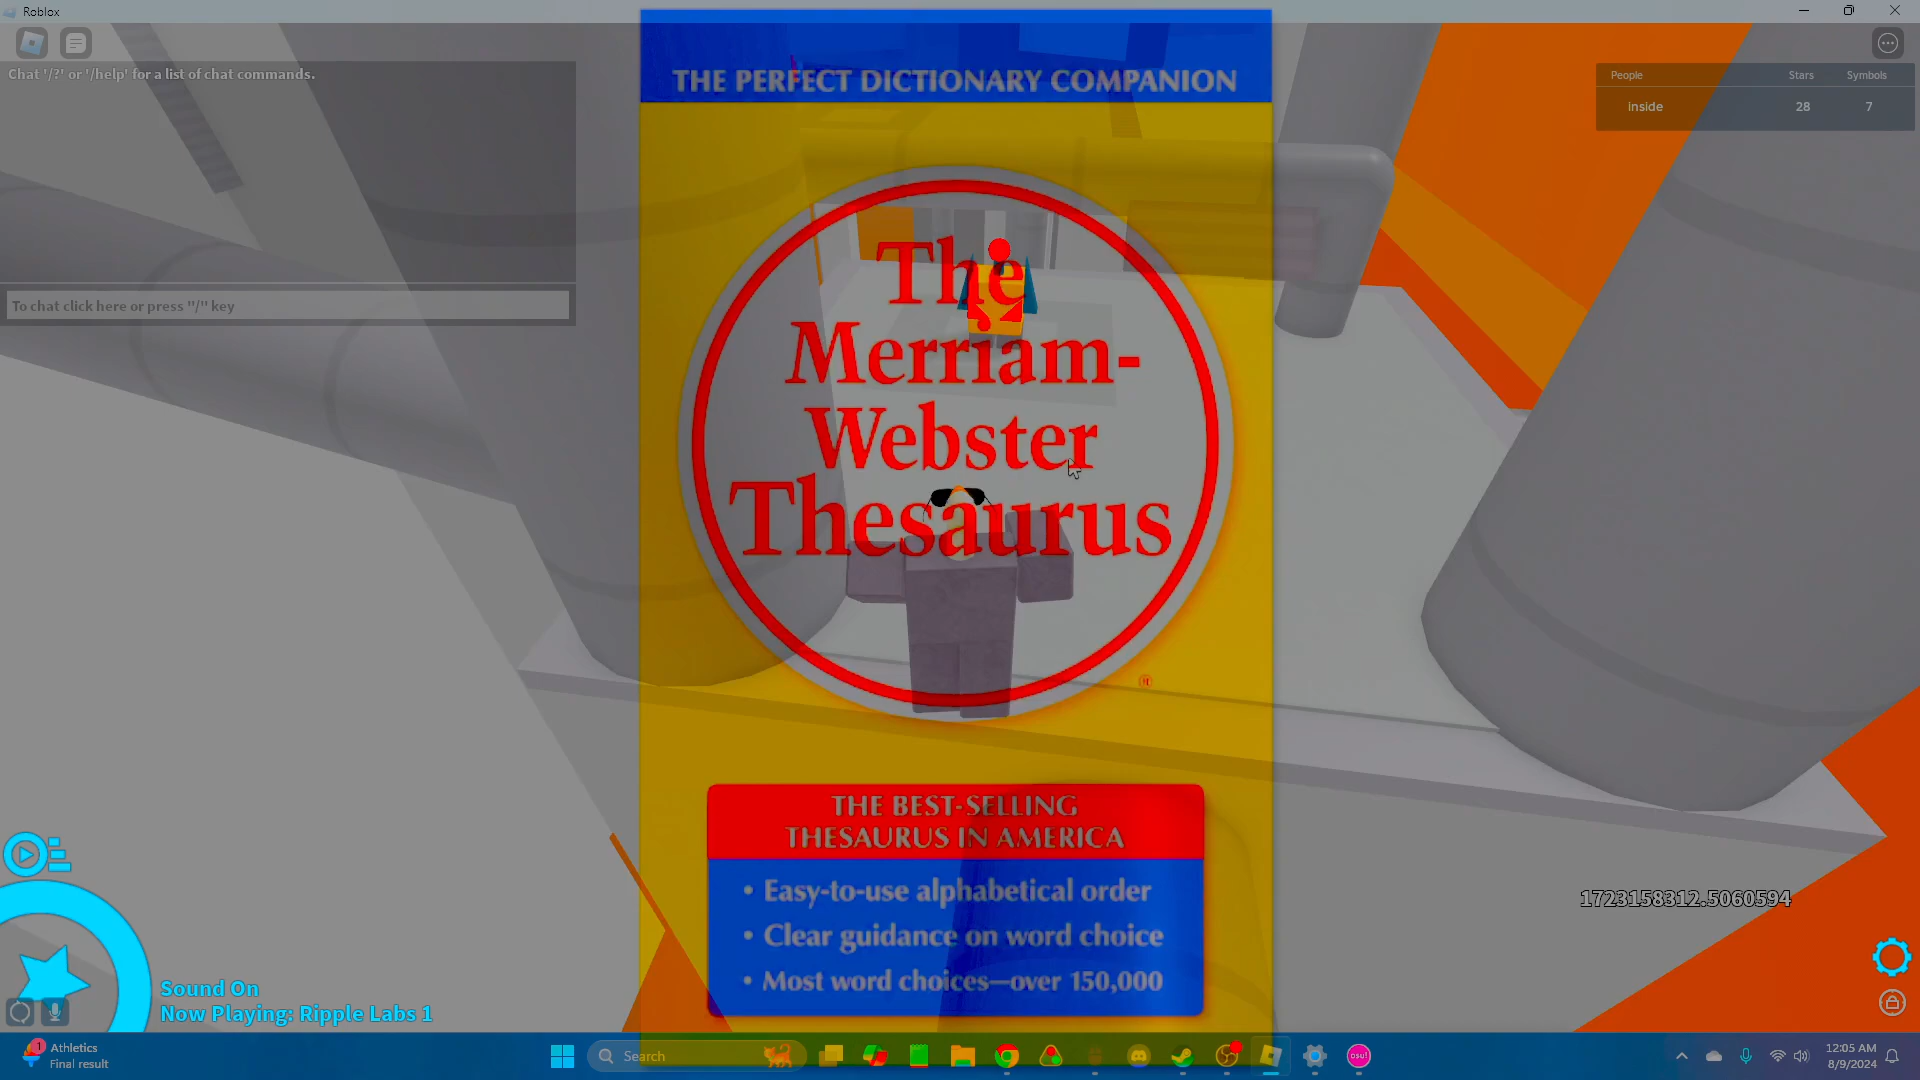 Roblox
Chat '/?' or '/help' for a list of chat commands.
To chat click here or press "/" key
THE PERFECT DICTIONARY COMPANION
The
Merriam-
Webster
Thesaurus
THE BEST-SELLING
THESAURUS IN AMERICA
• Easy-to-use alphabetical order
• Clear guidance on word choice
• Most word choices—over 150,000
People Stars Symbols
inside 28 7
1723158312.5060594
Sound On
Now Playing: Ripple Labs 1
1
Athletics
Final result
Search
osu!
12:05 AM
8/9/2024